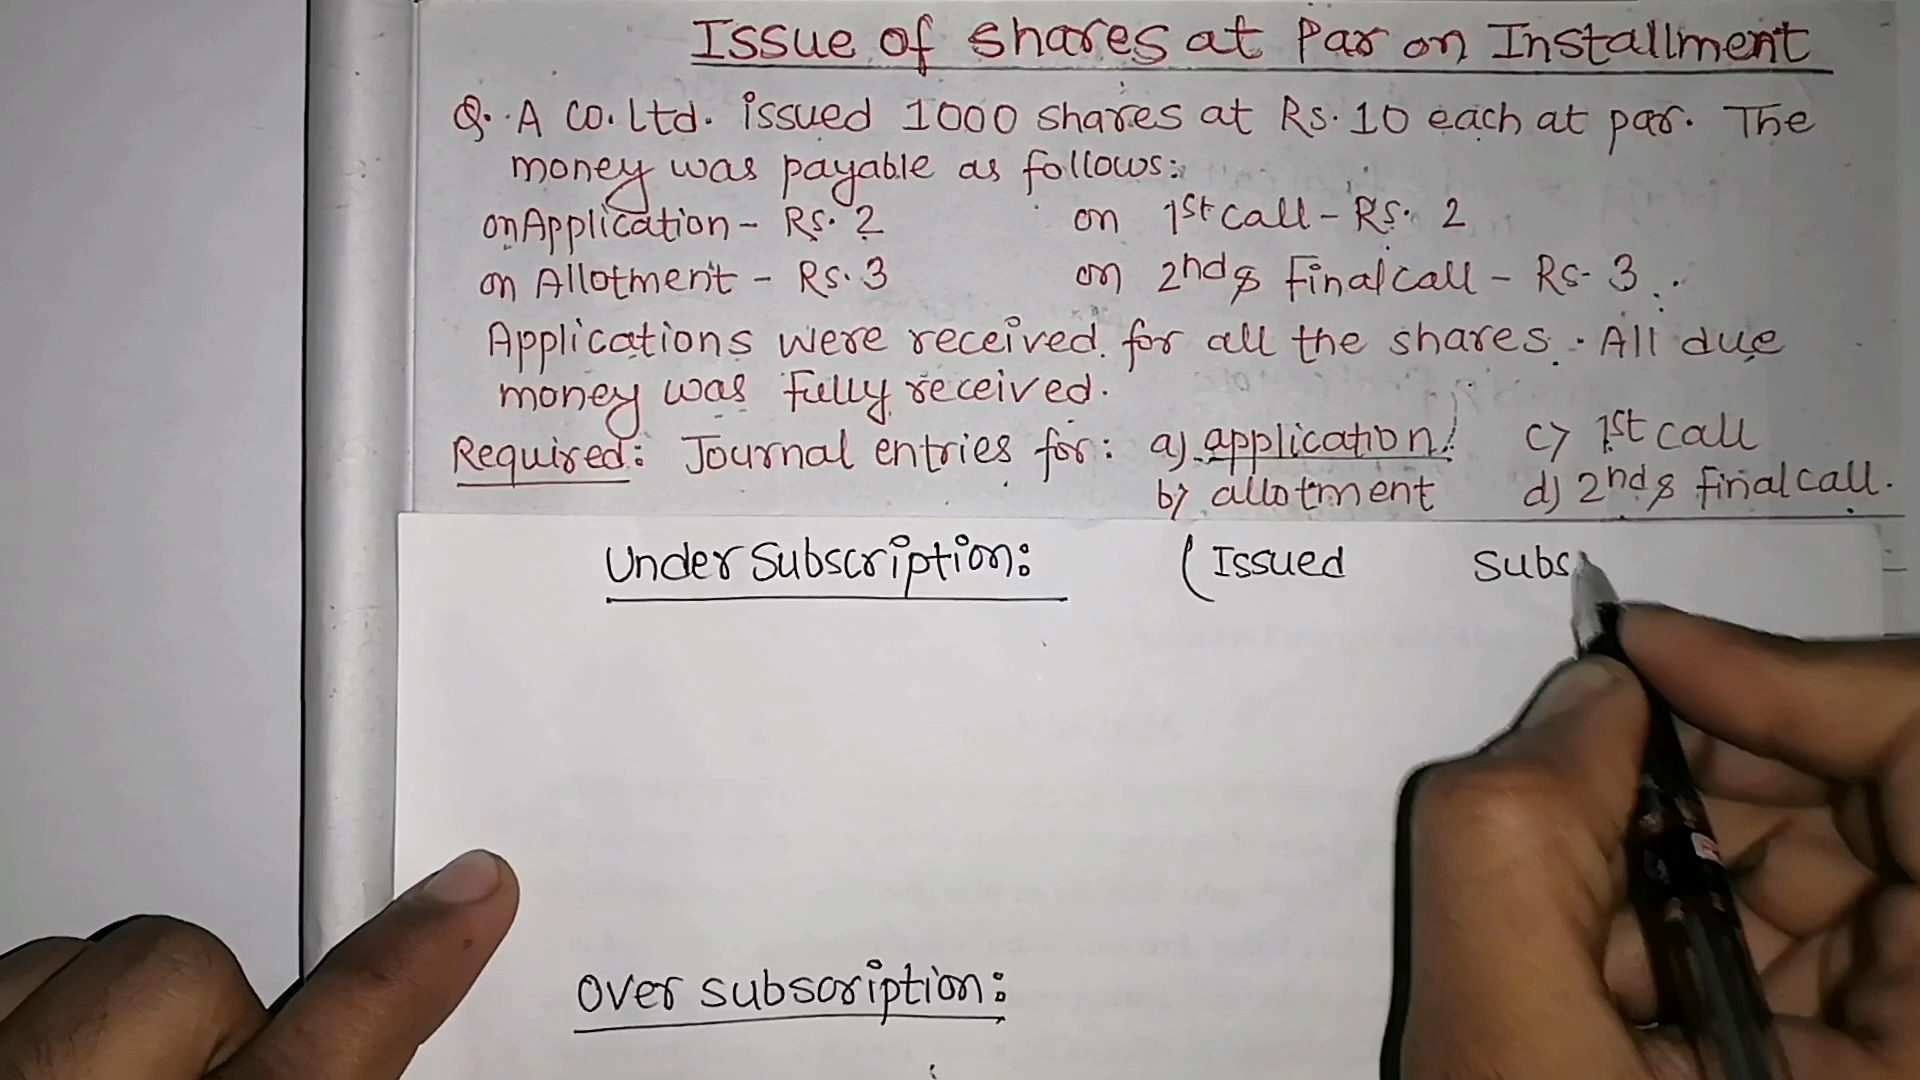 Issue of shares at Par on Installment
Q. A Co. Ltd. issued 1000 shares at Rs. 10 each at par. The
money was payable as follows:
on Application - Rs. 2 on 1st call - Rs. 2
on Allotment - Rs. 3 on 2nd & final call - Rs. 3
Applications were received for all the shares. All due
money was fully received.
Required: Journal entries for: a) application c) 1st call
b) allotment d) 2nd & final call.
Under Subscription: (Issued Subs
Over subscription: